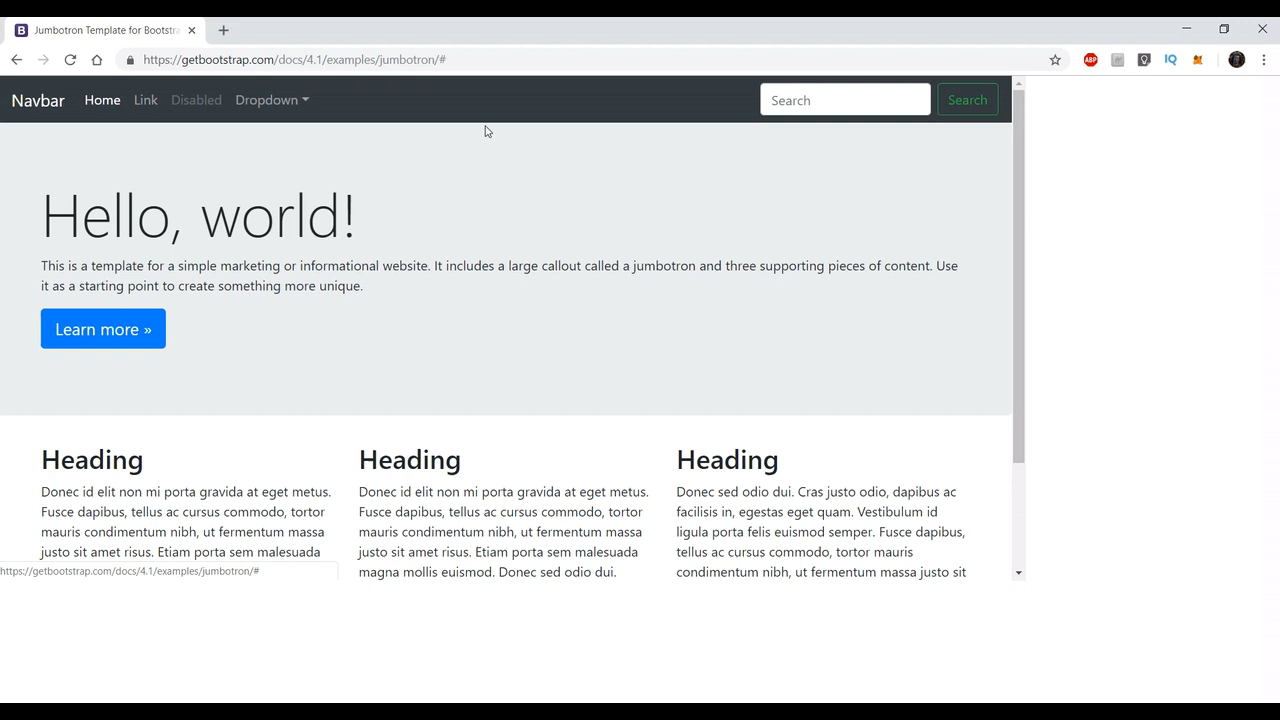 B Jumbotron Template for Bootstra
https://getbootstrap.com/docs/4.1/examples/jumbotron/#
ABP
IQ
Navbar Home Link Disabled Dropdown Search Search
Hello, world!
This is a template for a simple marketing or informational website. It includes a large callout called a jumbotron and three supporting pieces of content. Use
it as a starting point to create something more unique.
Learn more »
Heading
Donec id elit non mi porta gravida at eget metus.
Fusce dapibus, tellus ac cursus commodo, tortor
mauris condimentum nibh, ut fermentum massa
justo sit amet risus. Etiam porta sem malesuada
Heading
Donec id elit non mi porta gravida at eget metus.
Fusce dapibus, tellus ac cursus commodo, tortor
mauris condimentum nibh, ut fermentum massa
justo sit amet risus. Etiam porta sem malesuada
magna mollis euismod. Donec sed odio dui.
Heading
Donec sed odio dui. Cras justo odio, dapibus ac
facilisis in, egestas eget quam. Vestibulum id
ligula porta felis euismod semper. Fusce dapibus,
tellus ac cursus commodo, tortor mauris
condimentum nibh, ut fermentum massa justo sit
https://getbootstrap.com/docs/4.1/examples/jumbotron/#